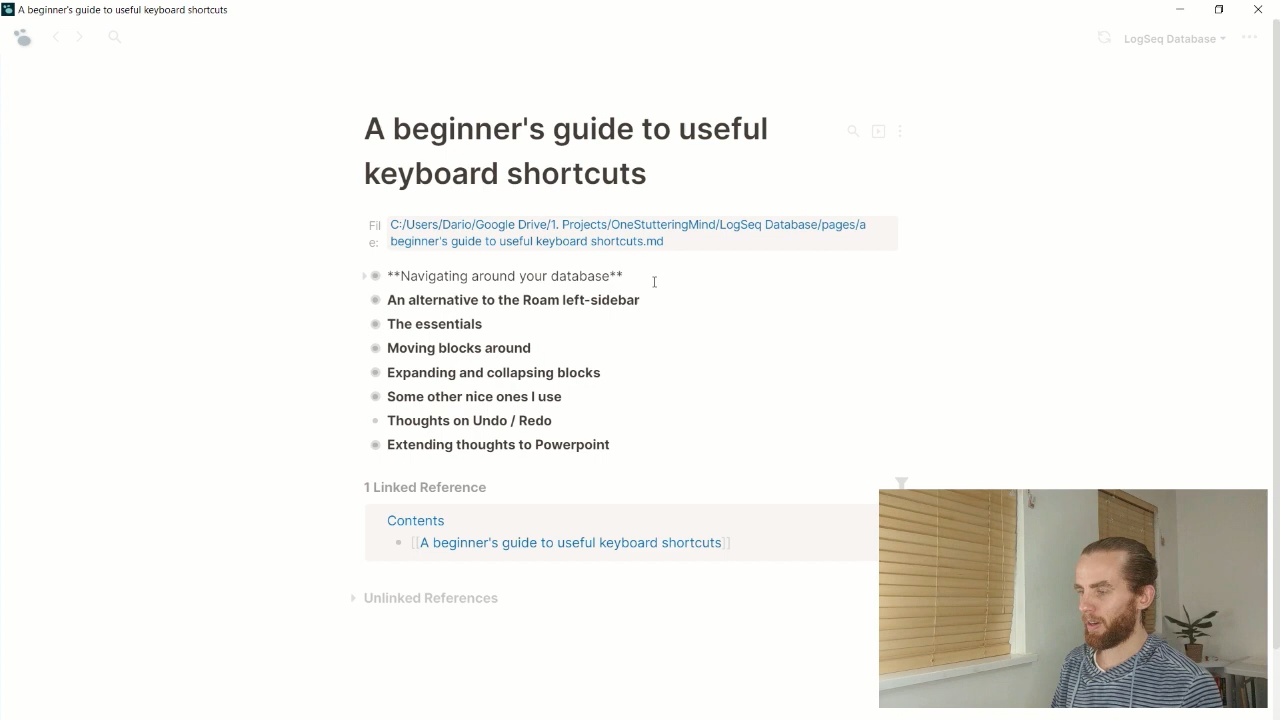 A beginner's guide to useful keyboard shortcuts
LogSeq Database
A beginner's guide to useful
keyboard shortcuts
Fil
e:
C:/Users/Dario/Google Drive/1. Projects/OneStutteringMind/LogSeq Database/pages/a
beginner's guide to useful keyboard shortcuts.md
**Navigating around your database**
An alternative to the Roam left-sidebar
The essentials
Moving blocks around
Expanding and collapsing blocks
Some other nice ones I use
Thoughts on Undo / Redo
Extending thoughts to Powerpoint
1 Linked Reference
Contents
[[A beginner's guide to useful keyboard shortcuts]]
Unlinked References